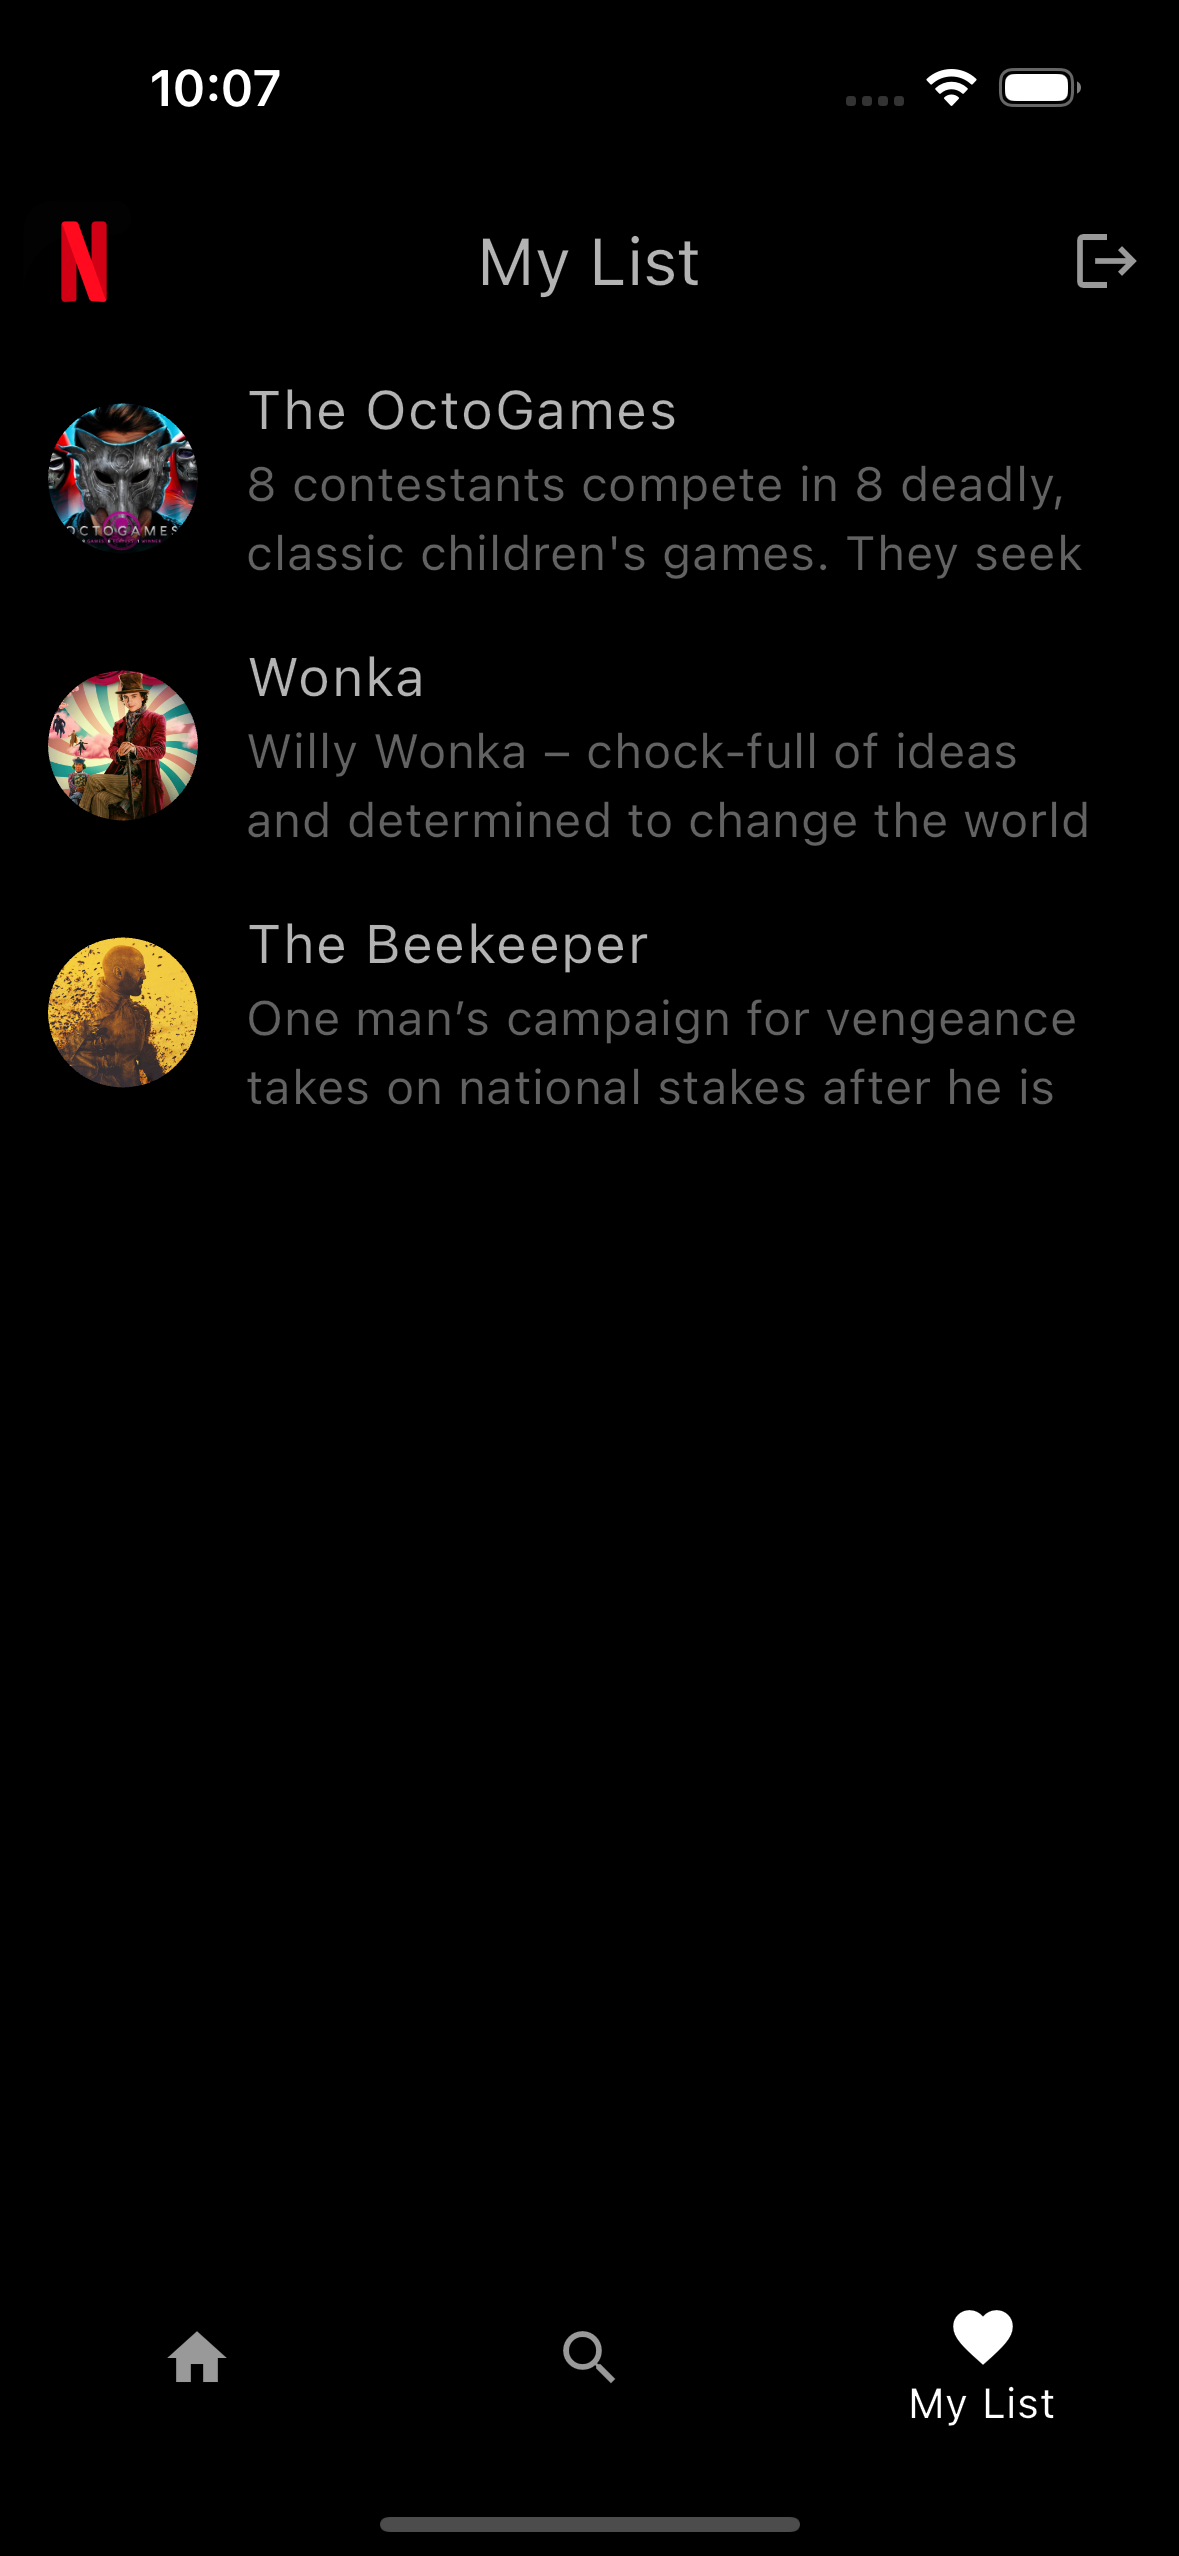 10:07
N
My List
The OctoGames
8 contestants compete in 8 deadly,
classic children's games. They seek
OCTOGAMES
Wonka
Willy Wonka – chock-full of ideas
and determined to change the world
The Beekeeper
One man’s campaign for vengeance
takes on national stakes after he is
My List